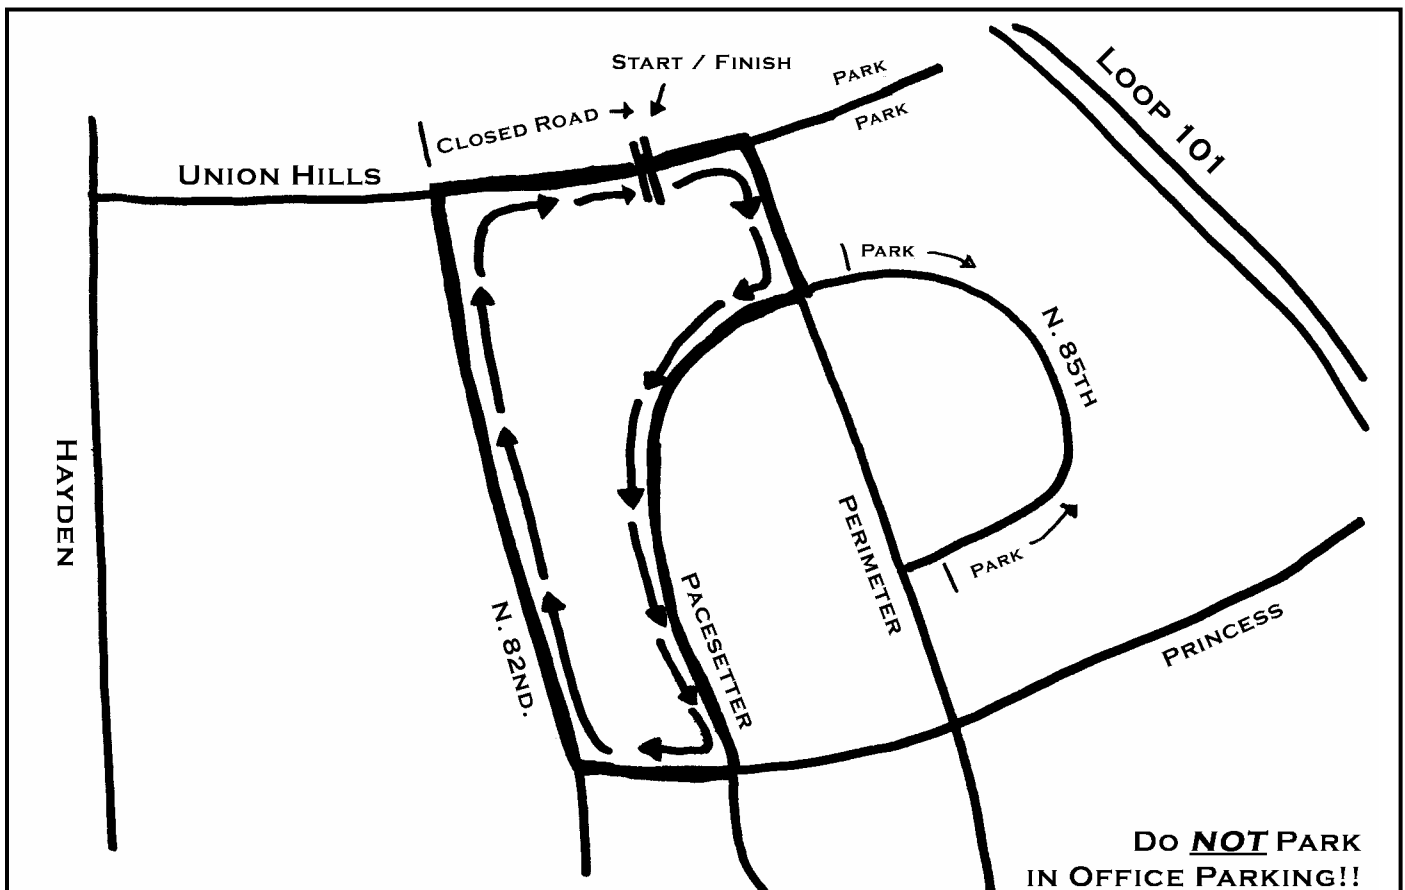 START / FINISH
PARK
CLOSED ROAD
PARK
LOOP 101
UNION HILLS
PARK
N. 85TH
HAYDEN
PERIMETER
PARK
N. 82ND.
PACESETTER
PRINCESS
DO NOT PARK
IN OFFICE PARKING!!